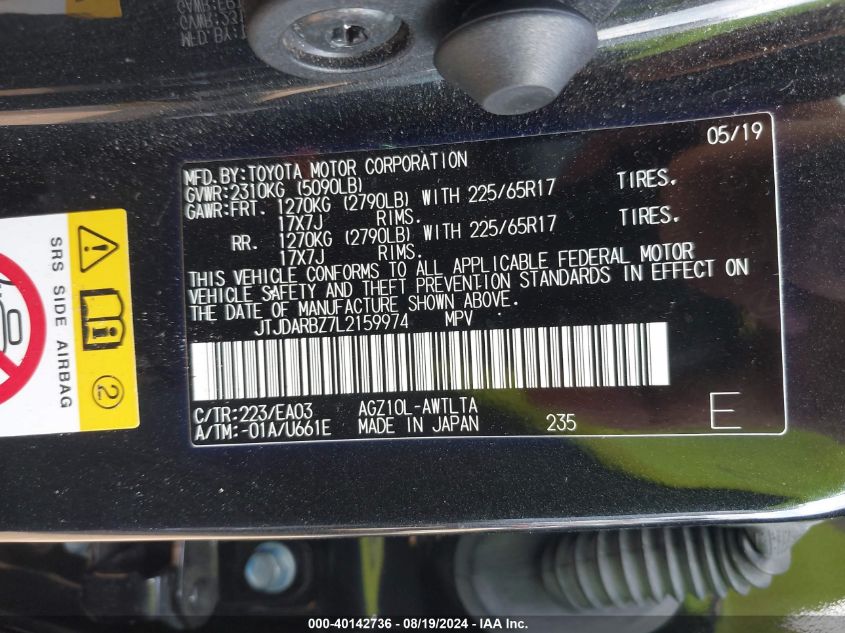 05/19
MFD.BY:TOYOTA MOTOR CORPORATION
GVWR:2310KG (5090LB)
GAWR:FRT. 1270KG (2790LB) WITH 225/65R17 TIRES.
17X7J RIMS.
RR. 1270KG (2790LB) WITH 225/65R17 TIRES.
17X7J RIMS.
THIS VEHICLE CONFORMS TO ALL APPLICABLE FEDERAL MOTOR
VEHICLE SAFETY AND THEFT PREVENTION STANDARDS IN EFFECT ON
THE DATE OF MANUFACTURE SHOWN ABOVE.
JTJDARBZ7L2159974 MPV
C/TR:223/EA03 AGZ10L-AWTLTA
A/TM:-01A/U661E MADE IN JAPAN 235 E
SRS SIDE AIRBAG
2
000-40142736 - 08/19/2024 - IAA Inc.